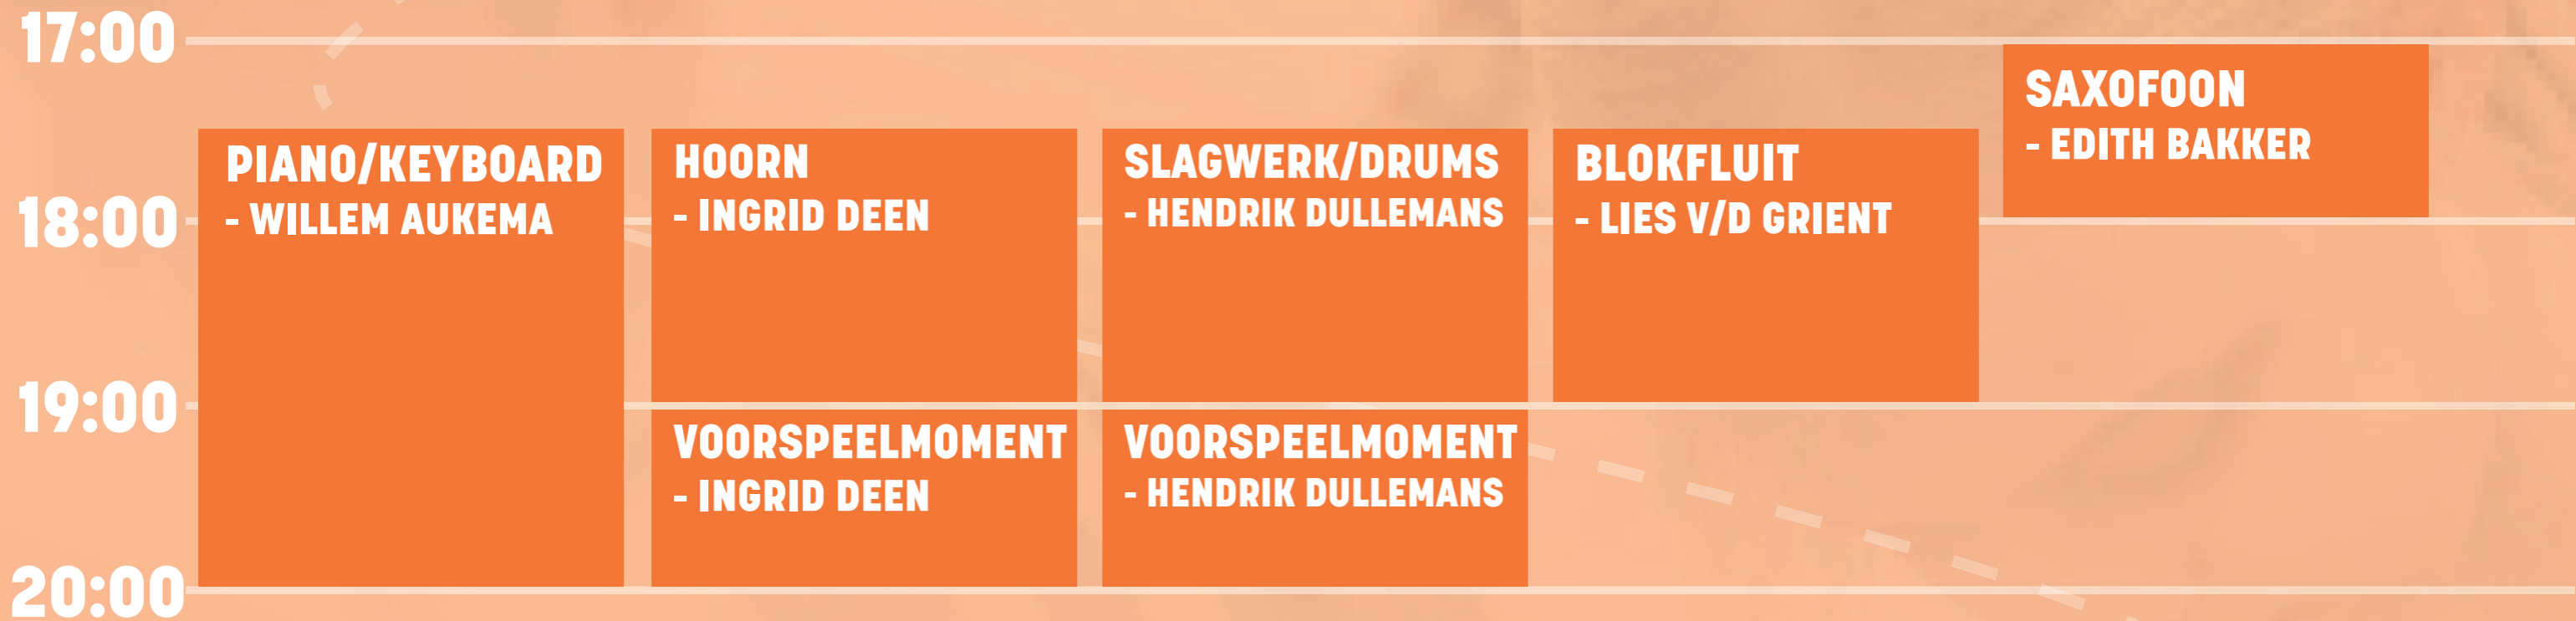 17:00
SAXOFOON
- EDITH BAKKER
PIANO/KEYBOARD
- WILLEM AUKEMA
HOORN
- INGRID DEEN
SLAGWERK/DRUMS
- HENDRIK DULLEMANS
BLOKFLUIT
- LIES V/D GRIENT
18:00
19:00
VOORSPEELMOMENT
- INGRID DEEN
VOORSPEELMOMENT
- HENDRIK DULLEMANS
20:00